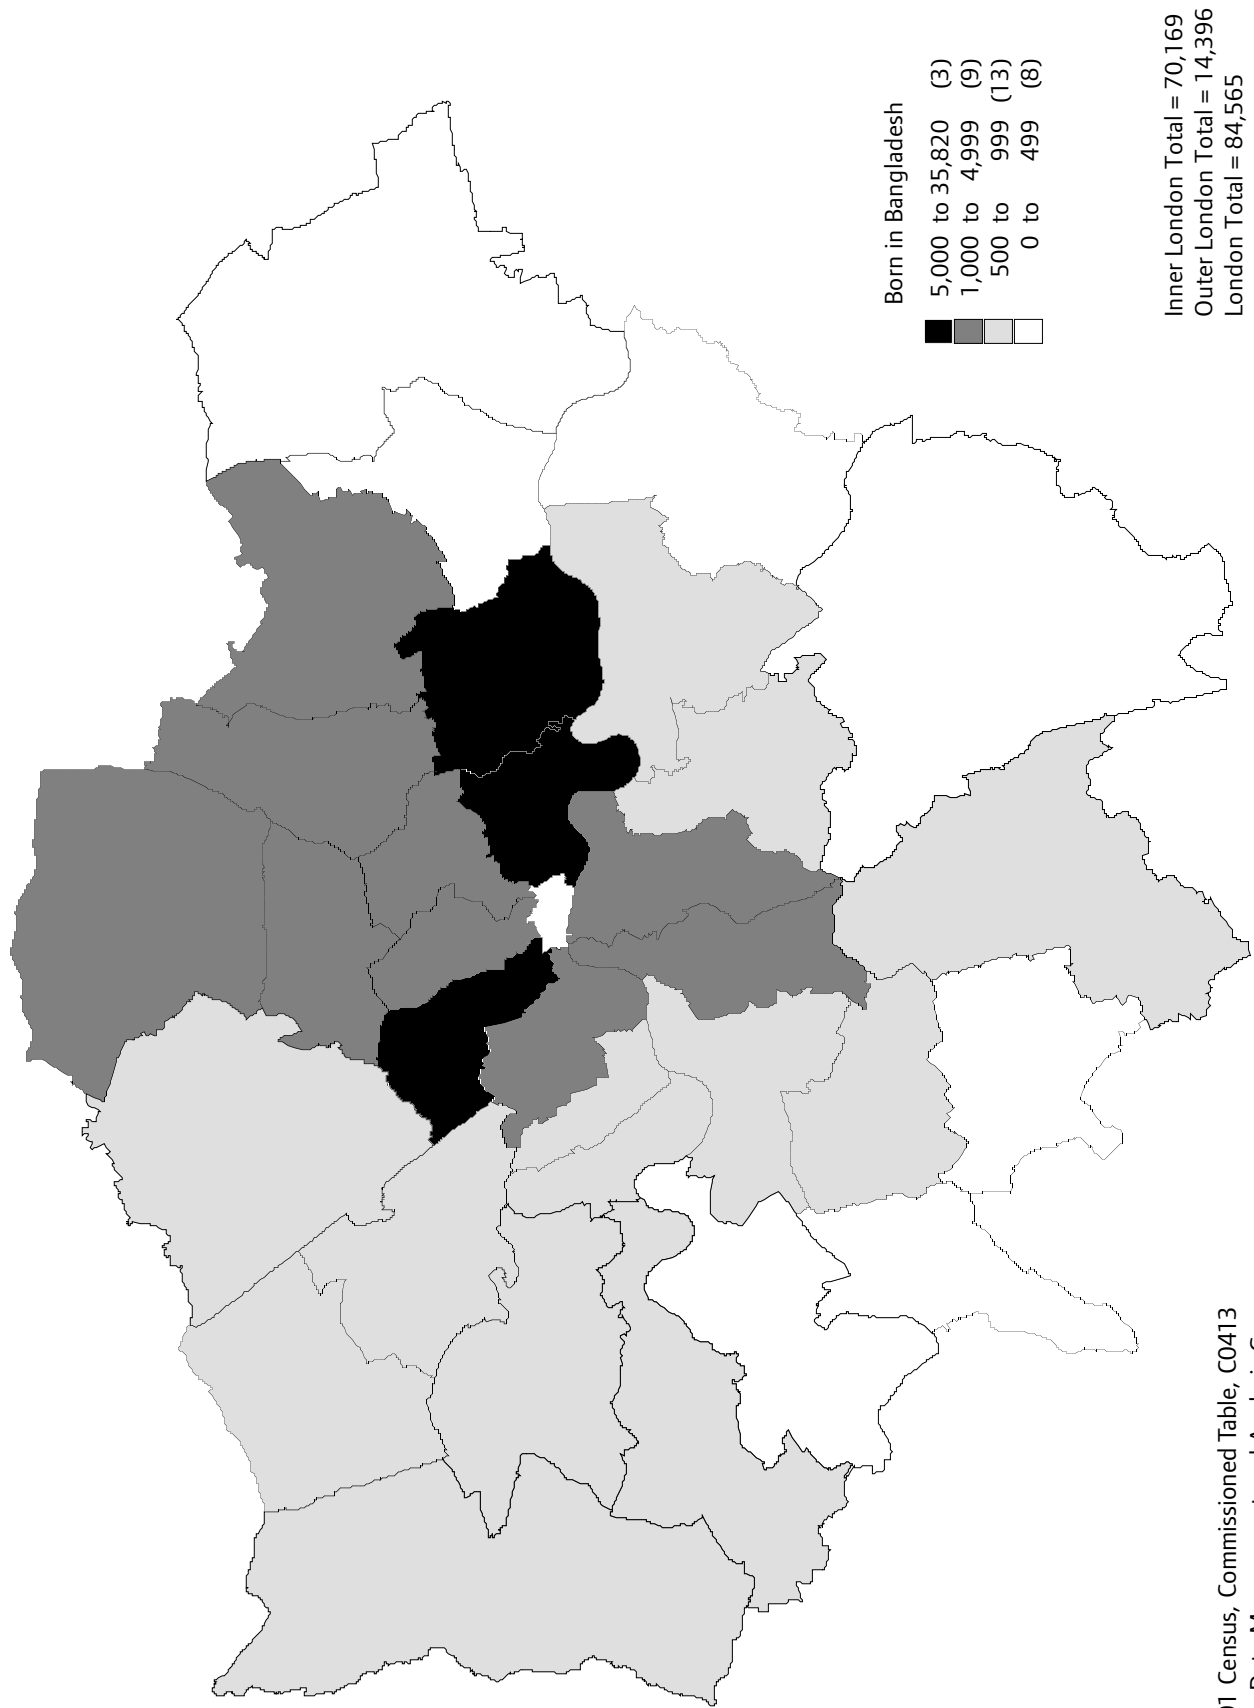 Born in Bangladesh
5,000 to 35,820 (3)
1,000 to 4,999 (9)
500 to 999 (13)
0 to 499 (8)
Inner London Total = 70,169
Outer London Total = 14,396
London Total = 84,565
Census, Commissioned Table, C0413